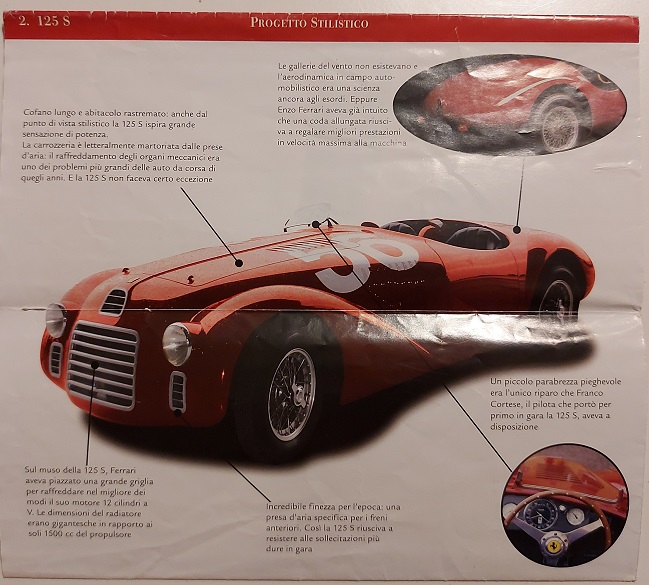 2. 125 S
PROGETTO STILISTICO
Le gallerie del vento non esistevano e
l'aerodinamica in campo auto-
mobilistico era una scienza
ancora agli esordi. Eppure
Enzo Ferrari aveva già intuito
che una coda allungata riusci-
va a regalare migliori prestazioni
in velocità massima alla macchina
Cofano lungo e abitacolo rastremato: anche dal
punto di vista stilistico la 125 S ispira grande
sensazione di potenza.
La carrozzeria è letteralmente martoriata dalle prese
d'aria: il raffreddamento degli organi meccanici era
uno dei problemi più grandi delle auto da corsa di
quegli anni. E la 125 S non faceva certo eccezione
56
Un piccolo parabrezza pieghevole
era l'unico riparo che Franco
Cortese, il pilota che portò per
primo in gara la 125 S, aveva a
disposizione
Sul muso della 125 S, Ferrari
aveva piazzato una grande griglia
per raffreddare nel migliore dei
modi il suo motore 12 cilindri a
V. Le dimensioni del radiatore
erano gigantesche in rapporto ai
soli 1500 cc del propulsore
Incredibile finezza per l'epoca: una
presa d'aria specifica per i freni
anteriori. Così la 125 S riusciva a
resistere alle sollecitazioni più
dure in gara